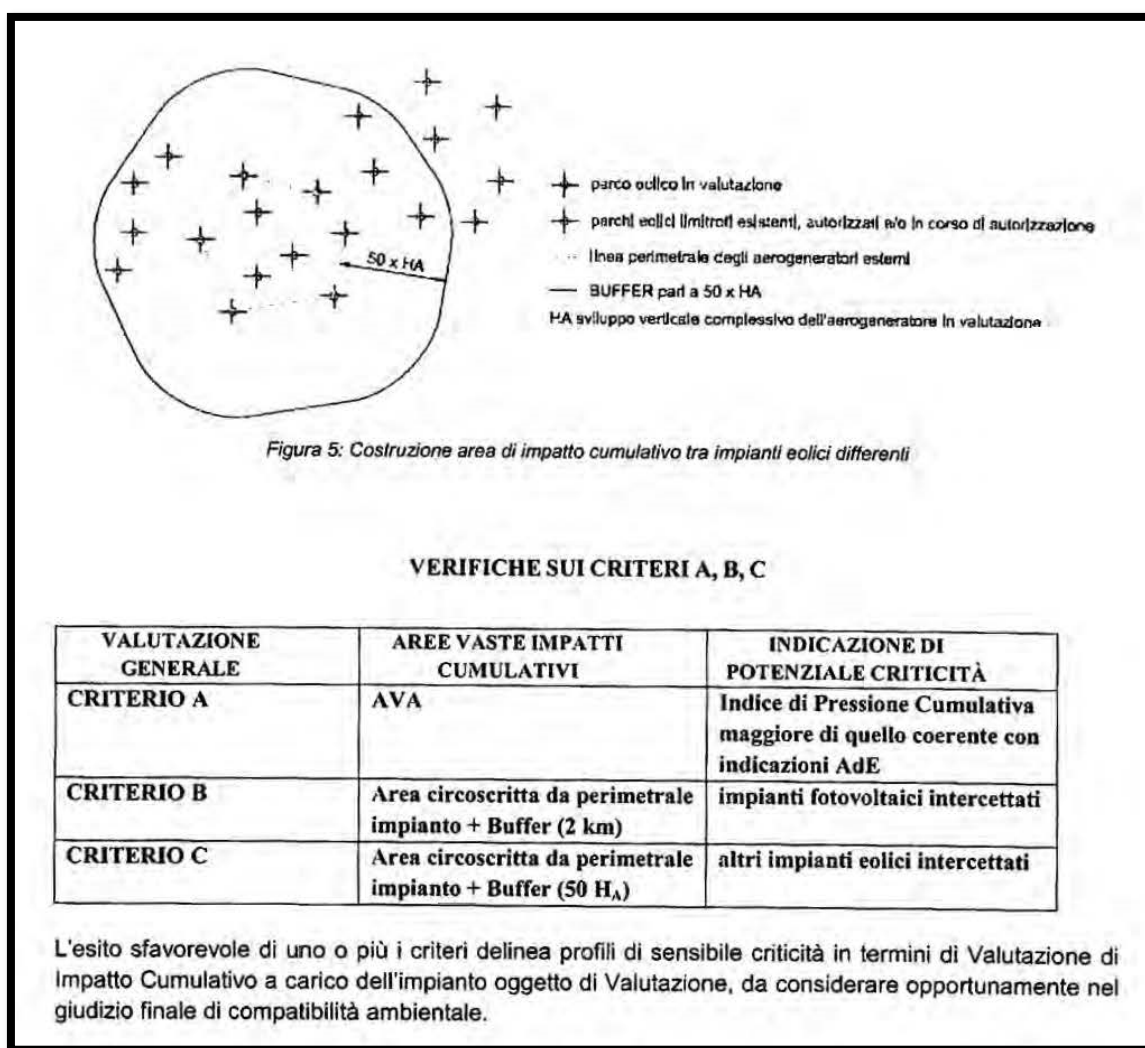 50 x HA
parco eolico in valutazione
parchi eolici limitrofi esistenti, autorizzati e/o in corso di autorizzazione
linea perimetrale degli aerogeneratori esterni
BUFFER pari a 50 x HA
HA sviluppo verticale complessivo dell'aerogeneratore in valutazione
Figura 5: Costruzione area di impatto cumulativo tra impianti eolici differenti
VERIFICHE SUI CRITERI A, B, C
VALUTAZIONE
GENERALE
AREE VASTE IMPATTI
CUMULATIVI
INDICAZIONE DI
POTENZIALE CRITICITÀ
CRITERIO A
AVA
Indice di Pressione Cumulativa
maggiore di quello coerente con
indicazioni AdE
CRITERIO B
Area circoscritta da perimetrale
impianto + Buffer (2 km)
impianti fotovoltaici intercettati
CRITERIO C
Area circoscritta da perimetrale
impianto + Buffer (50 HA)
altri impianti eolici intercettati
L'esito sfavorevole di uno o più i criteri delinea profili di sensibile criticità in termini di Valutazione di
Impatto Cumulativo a carico dell'impianto oggetto di Valutazione, da considerare opportunamente nel
giudizio finale di compatibilità ambientale.